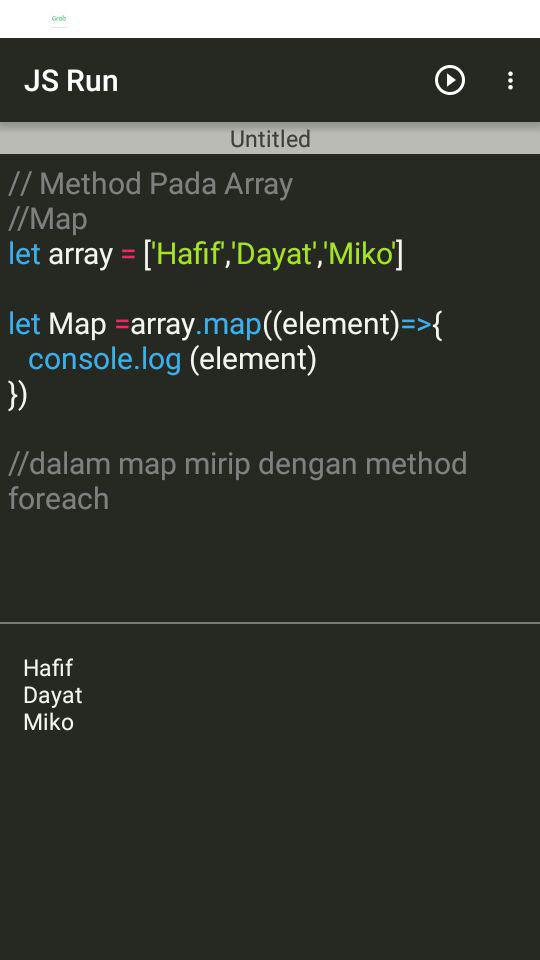 Grab
JS Run
Untitled
// Method Pada Array
//Map
let array = ['Hafif','Dayat','Miko']
let Map =array.map((element)=>{
console.log (element)
})
//dalam map mirip dengan method
foreach
Hafif
Dayat
Miko